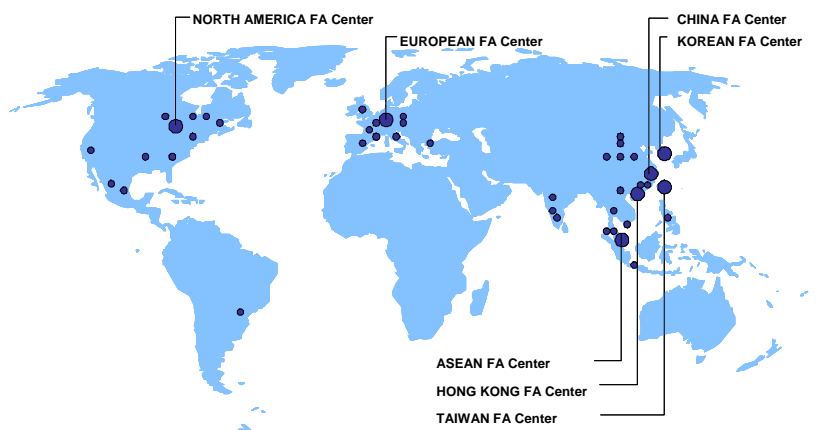 NORTH AMERICA FA Center
EUROPEAN FA Center
CHINA FA Center
KOREAN FA Center
ASEAN FA Center
HONG KONG FA Center
TAIWAN FA Center